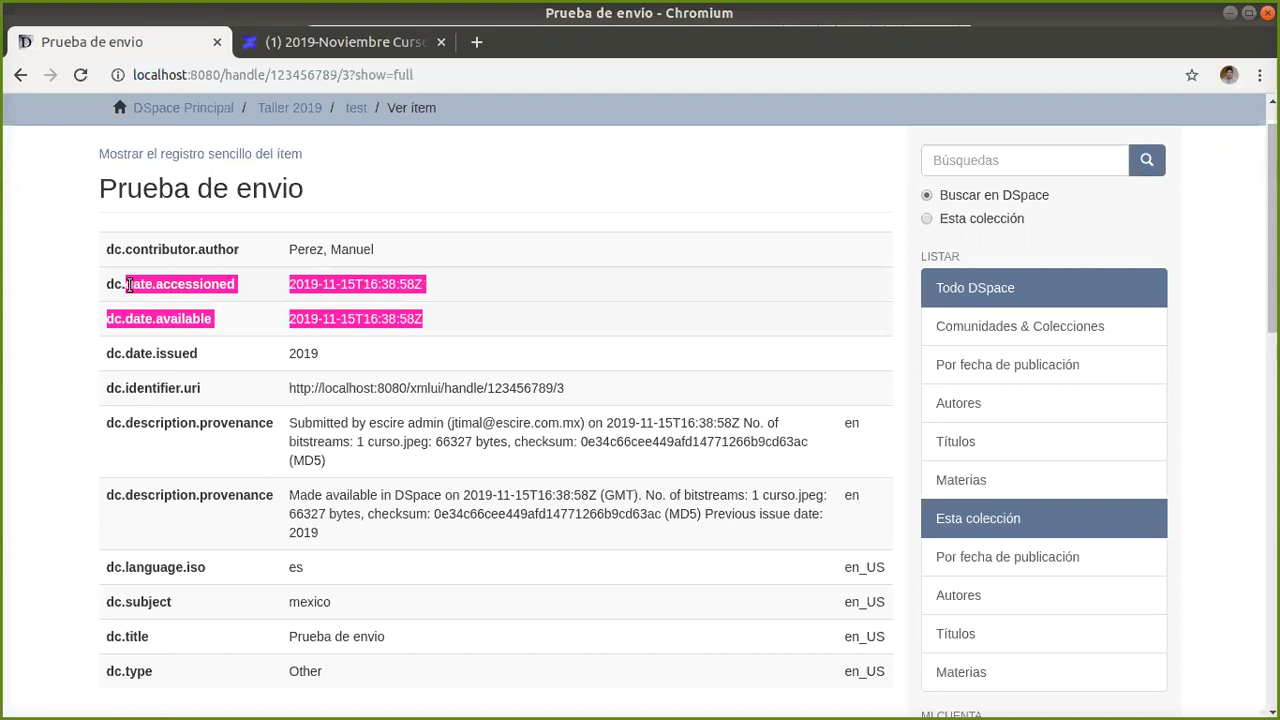 Prueba de envio - Chromium
Prueba de envio
(1) 2019-Noviembre Curs
localhost:8080/handle/123456789/3?show=full
DSpace Principal / Taller 2019 / test / Ver ítem
Mostrar el registro sencillo del ítem
Prueba de envio
dc.contributor.author Perez, Manuel
dc.date.accessioned 2019-11-15T16:38:58Z
dc.date.available 2019-11-15T16:38:58Z
dc.date.issued 2019
dc.identifier.uri http://localhost:8080/xmlui/handle/123456789/3
dc.description.provenance Submitted by escire admin (jtimal@escire.com.mx) on 2019-11-15T16:38:58Z No. of en
bitstreams: 1 curso.jpeg: 66327 bytes, checksum: 0e34c66cee449afd14771266b9cd63ac
(MD5)
dc.description.provenance Made available in DSpace on 2019-11-15T16:38:58Z (GMT). No. of bitstreams: 1 curso.jpeg: en
66327 bytes, checksum: 0e34c66cee449afd14771266b9cd63ac (MD5) Previous issue date:
2019
dc.language.iso es en_US
dc.subject mexico en_US
dc.title Prueba de envio en_US
dc.type Other en_US
Búsquedas
Buscar en DSpace
Esta colección
LISTAR
Todo DSpace
Comunidades & Colecciones
Por fecha de publicación
Autores
Títulos
Materias
Esta colección
Por fecha de publicación
Autores
Títulos
Materias
MI CUENTA